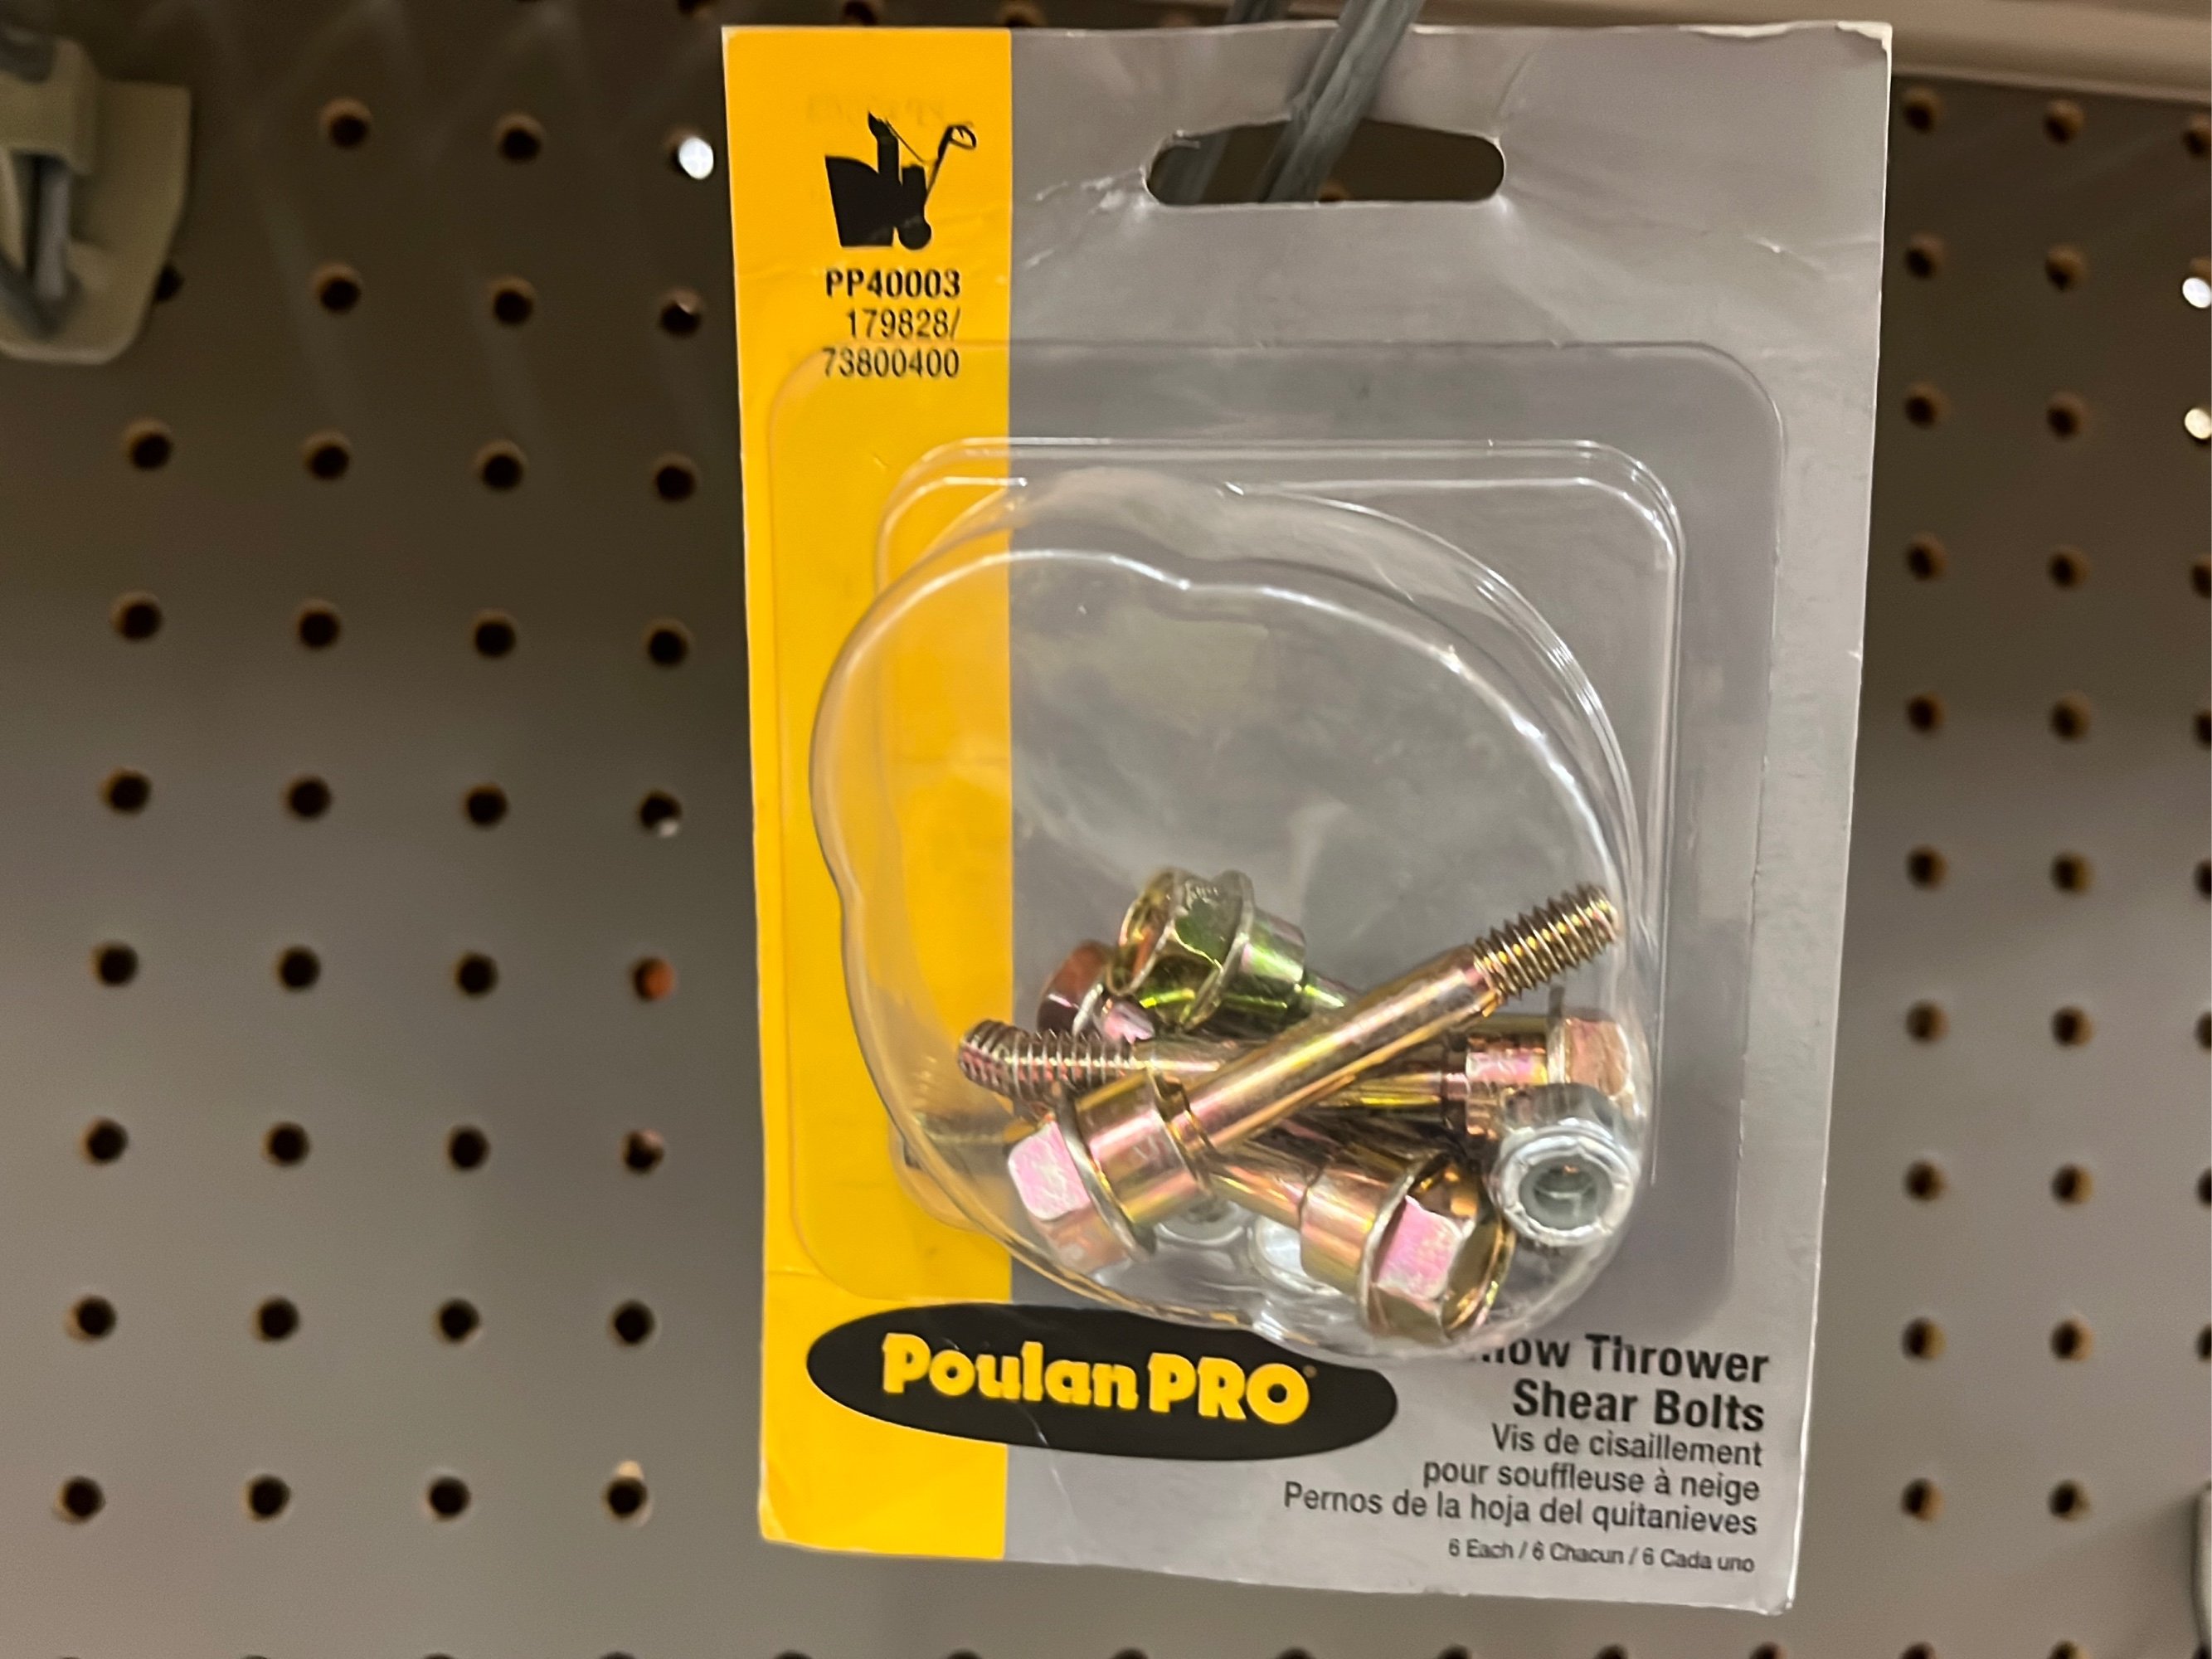 PP40003
179828/
73800400
Poulan PRO
Thrower
Shear Bolts
Vis de cisaillement
pour souffleuse à neige
Pernos de la hoja del quitanieves
6 Each / 6 Chacun / 6 Cada uno